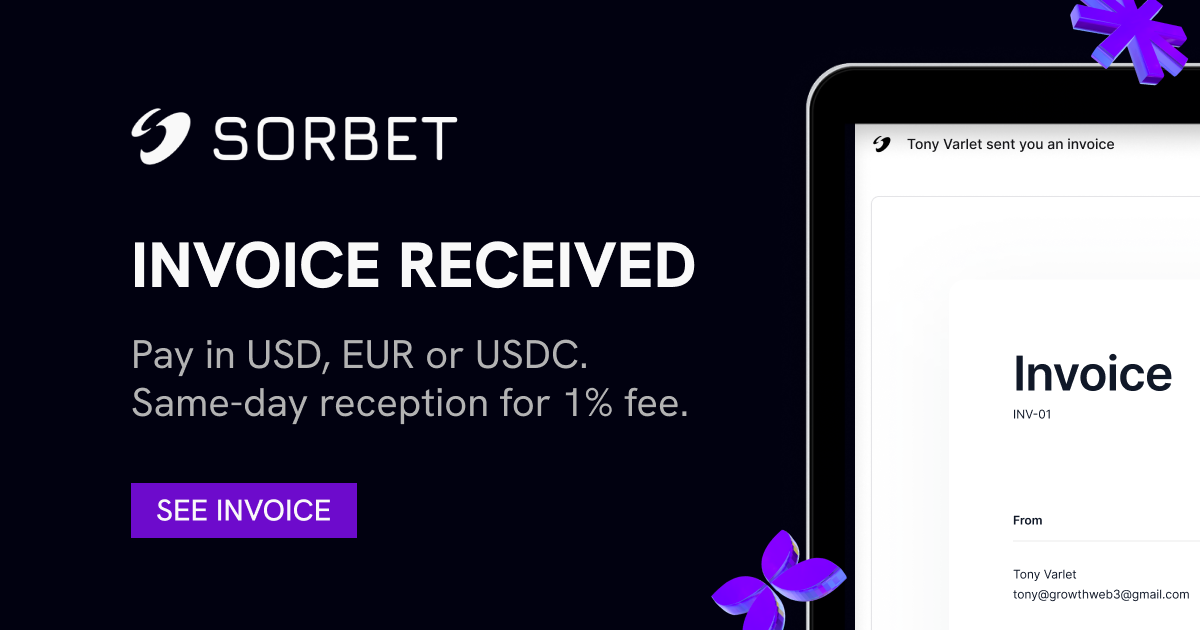 SORBET
INVOICE RECEIVED
Pay in USD, EUR or USDC.
Same-day reception for 1% fee.
SEE INVOICE
Tony Varlet sent you an invoice
Invoice
INV-01
From
Tony Varlet
tony@growthweb3@gmail.com